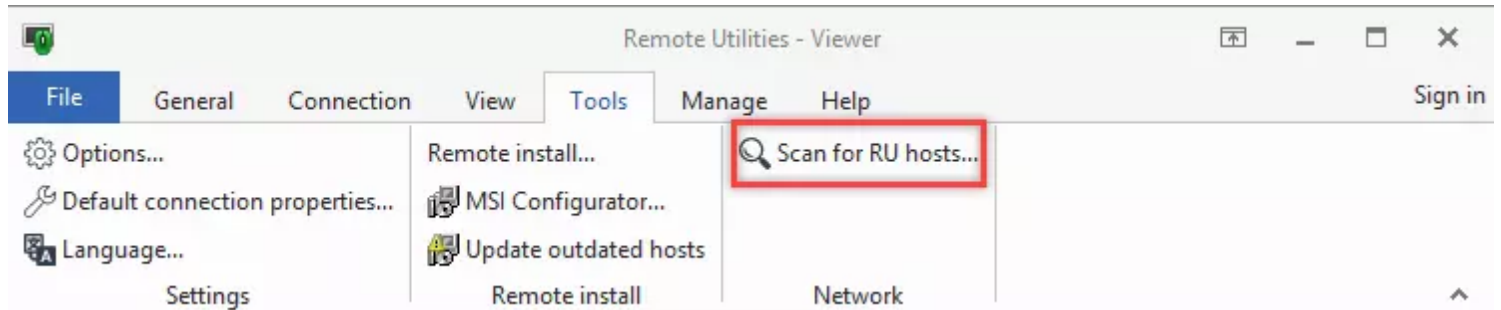 Remote Utilities - Viewer
File General Connection View Tools Manage Help Sign in
Options... Remote install... Scan for RU hosts...
Default connection properties... MSI Configurator...
Language... Update outdated hosts
Settings Remote install Network